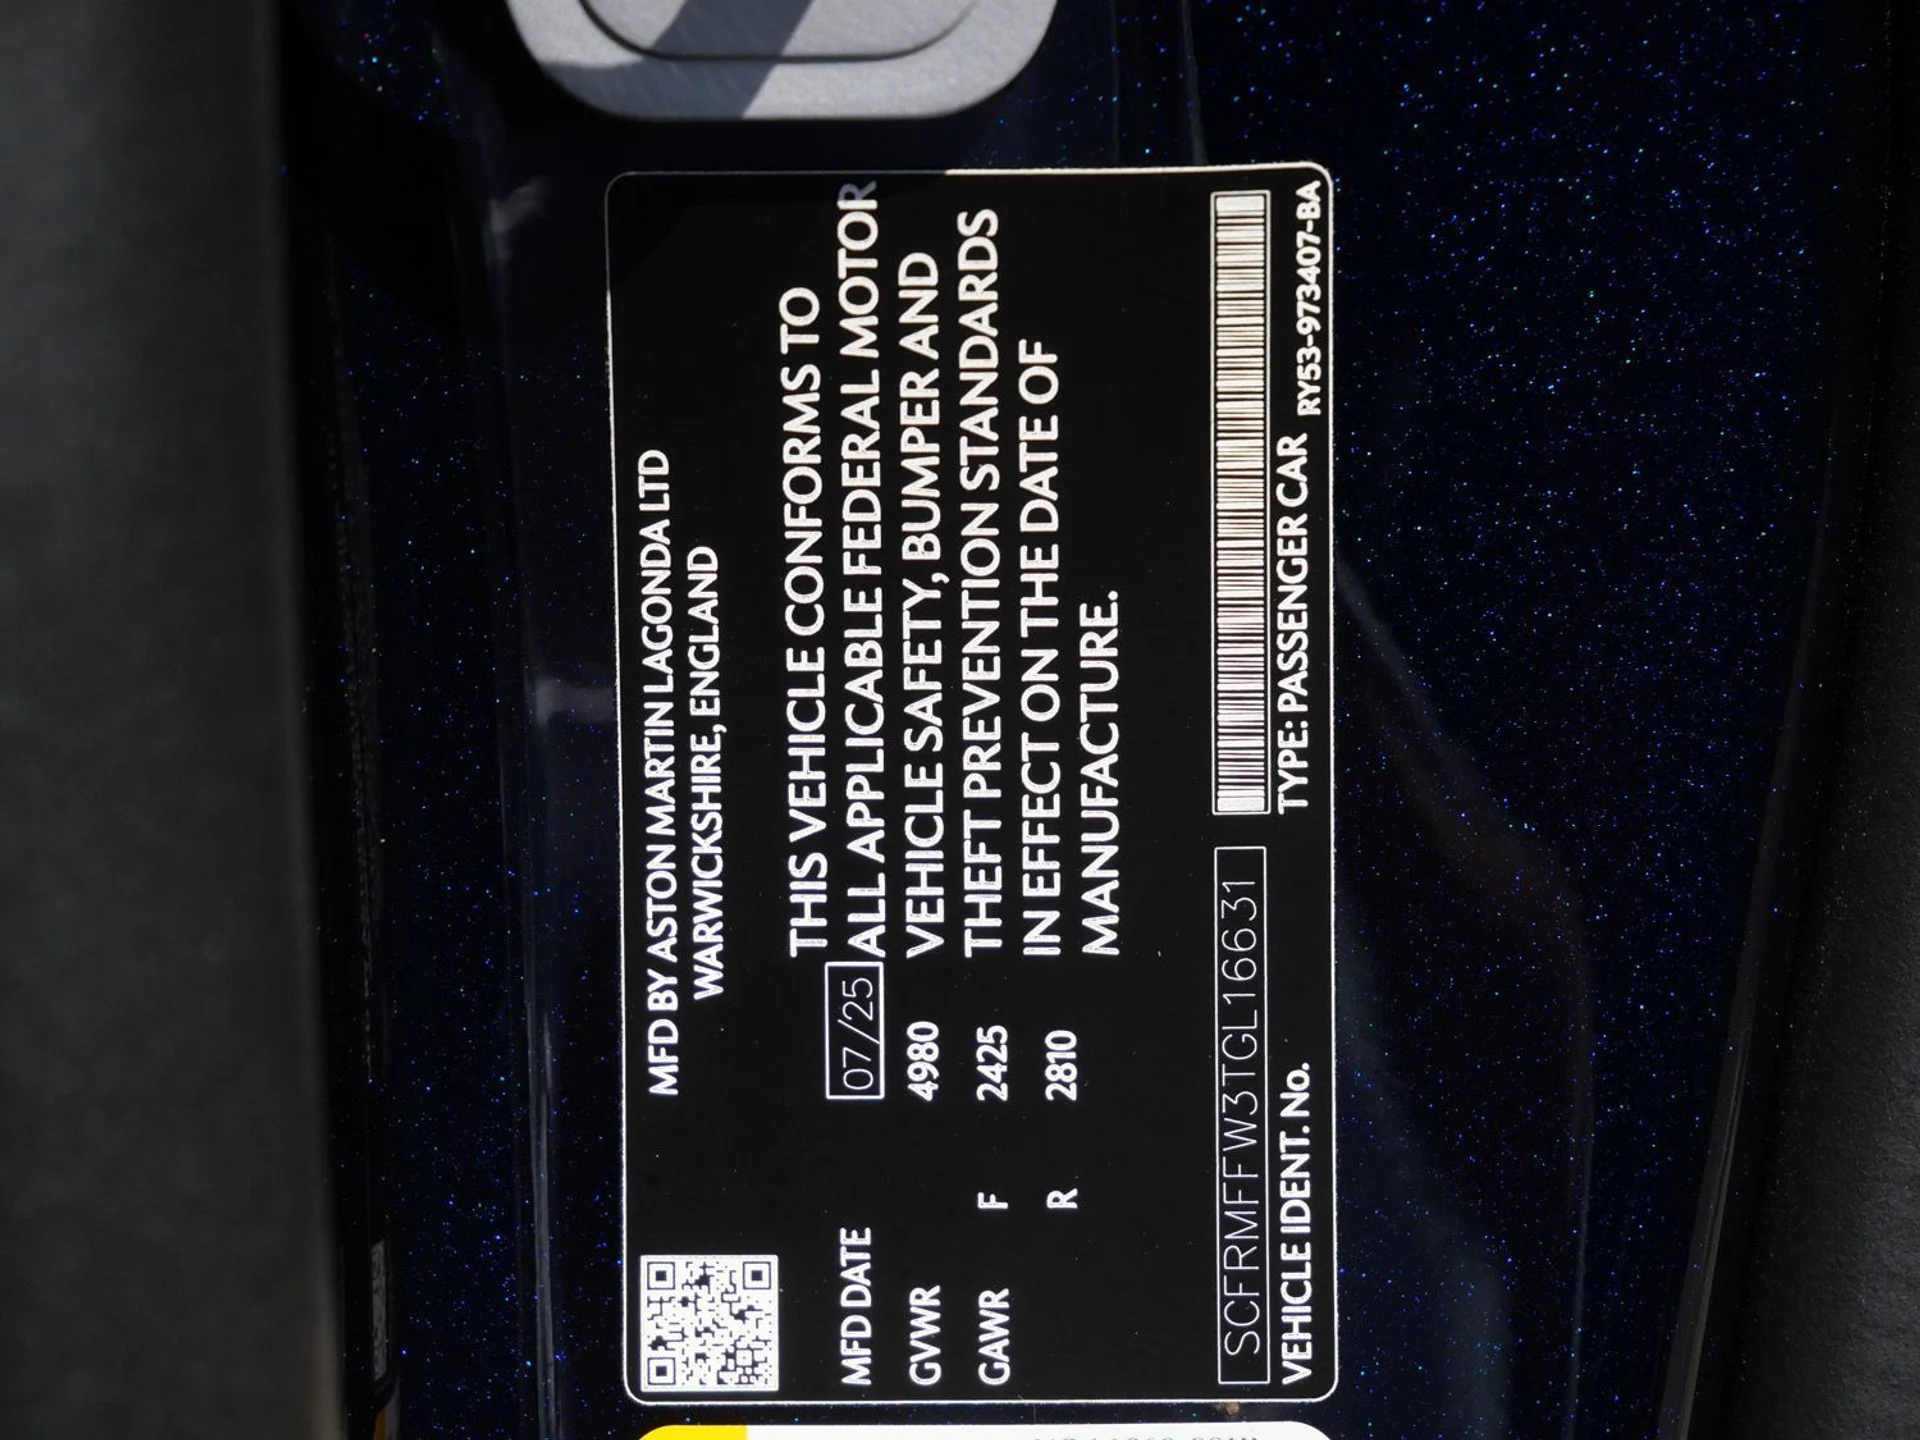 MFD BY ASTON MARTIN LAGONDA LTD
WARWICKSHIRE, ENGLAND
MFD DATE 07/25
GVWR 4980
GAWR F 2425
R 2810
THIS VEHICLE CONFORMS TO
ALL APPLICABLE FEDERAL MOTOR
VEHICLE SAFETY, BUMPER AND
THEFT PREVENTION STANDARDS
IN EFFECT ON THE DATE OF
MANUFACTURE.
SCFRMFFW3TGL16631
VEHICLE IDENT. No.
TYPE: PASSENGER CAR
RY53-973407-BA